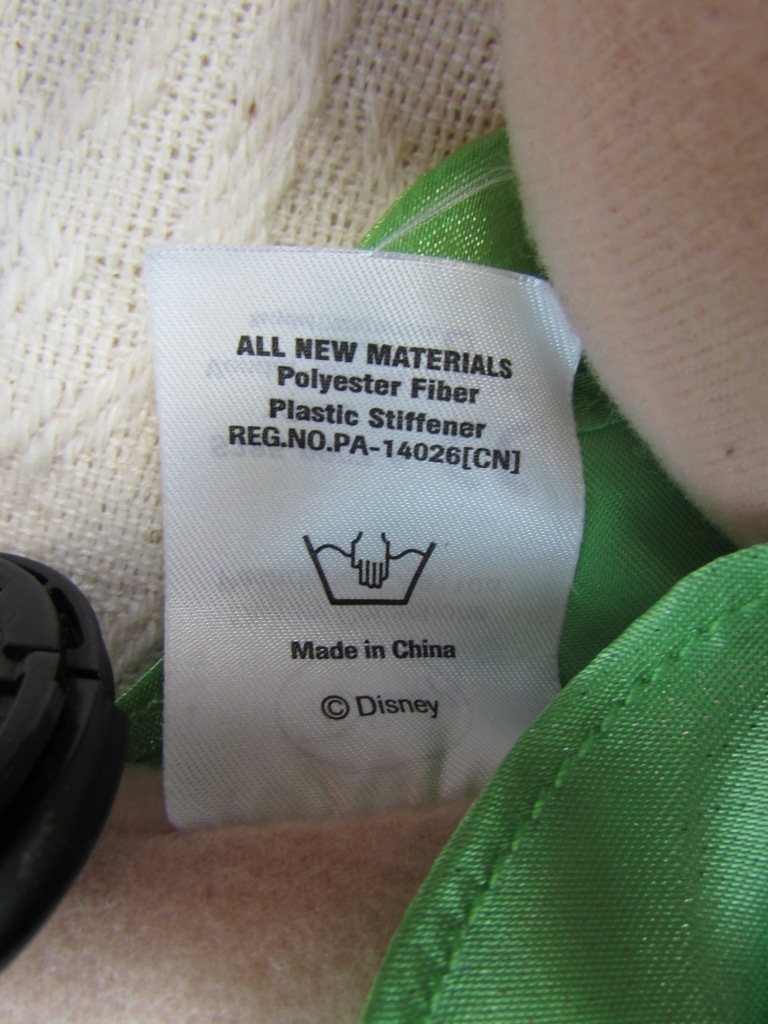 ALL NEW MATERIALS
Polyester Fiber
Plastic Stiffener
REG.NO.PA-14026[CN]
Made in China
© Disney